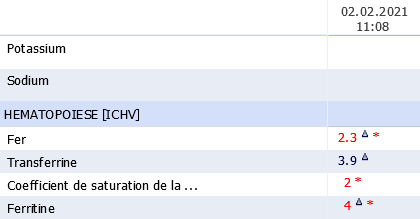 02.02.2021
11:08
Potassium
Sodium
HEMATOPOIESE [ICHV]
Fer 2.3 Δ *
Transferrine 3.9 Δ
Coefficient de saturation de la ... 2 *
Ferritine 4 Δ *